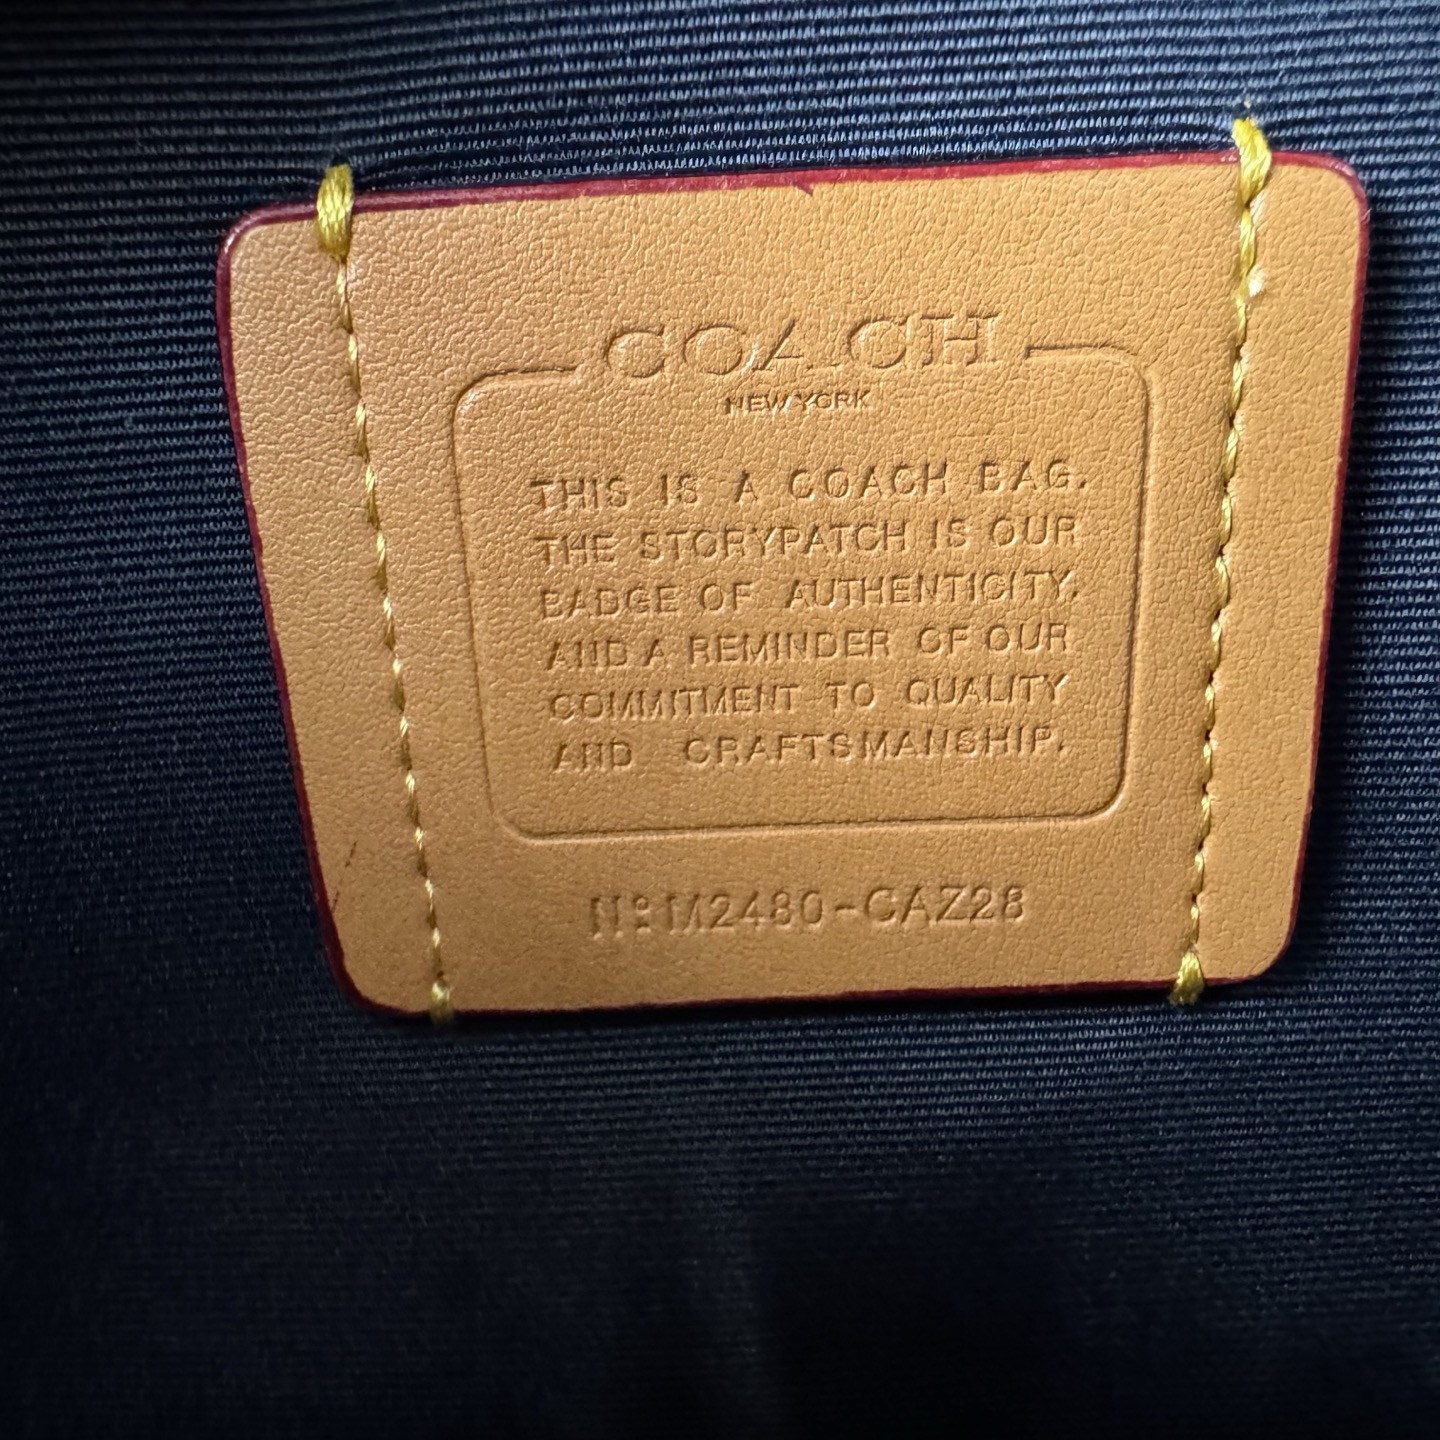 COACH
NEW YORK
THIS IS A COACH BAG.
THE STORYPATCH IS OUR
BADGE OF AUTHENTICITY,
AND A REMINDER OF OUR
COMMITMENT TO QUALITY
AND CRAFTSMANSHIP.
Nº M2480-CAZ28